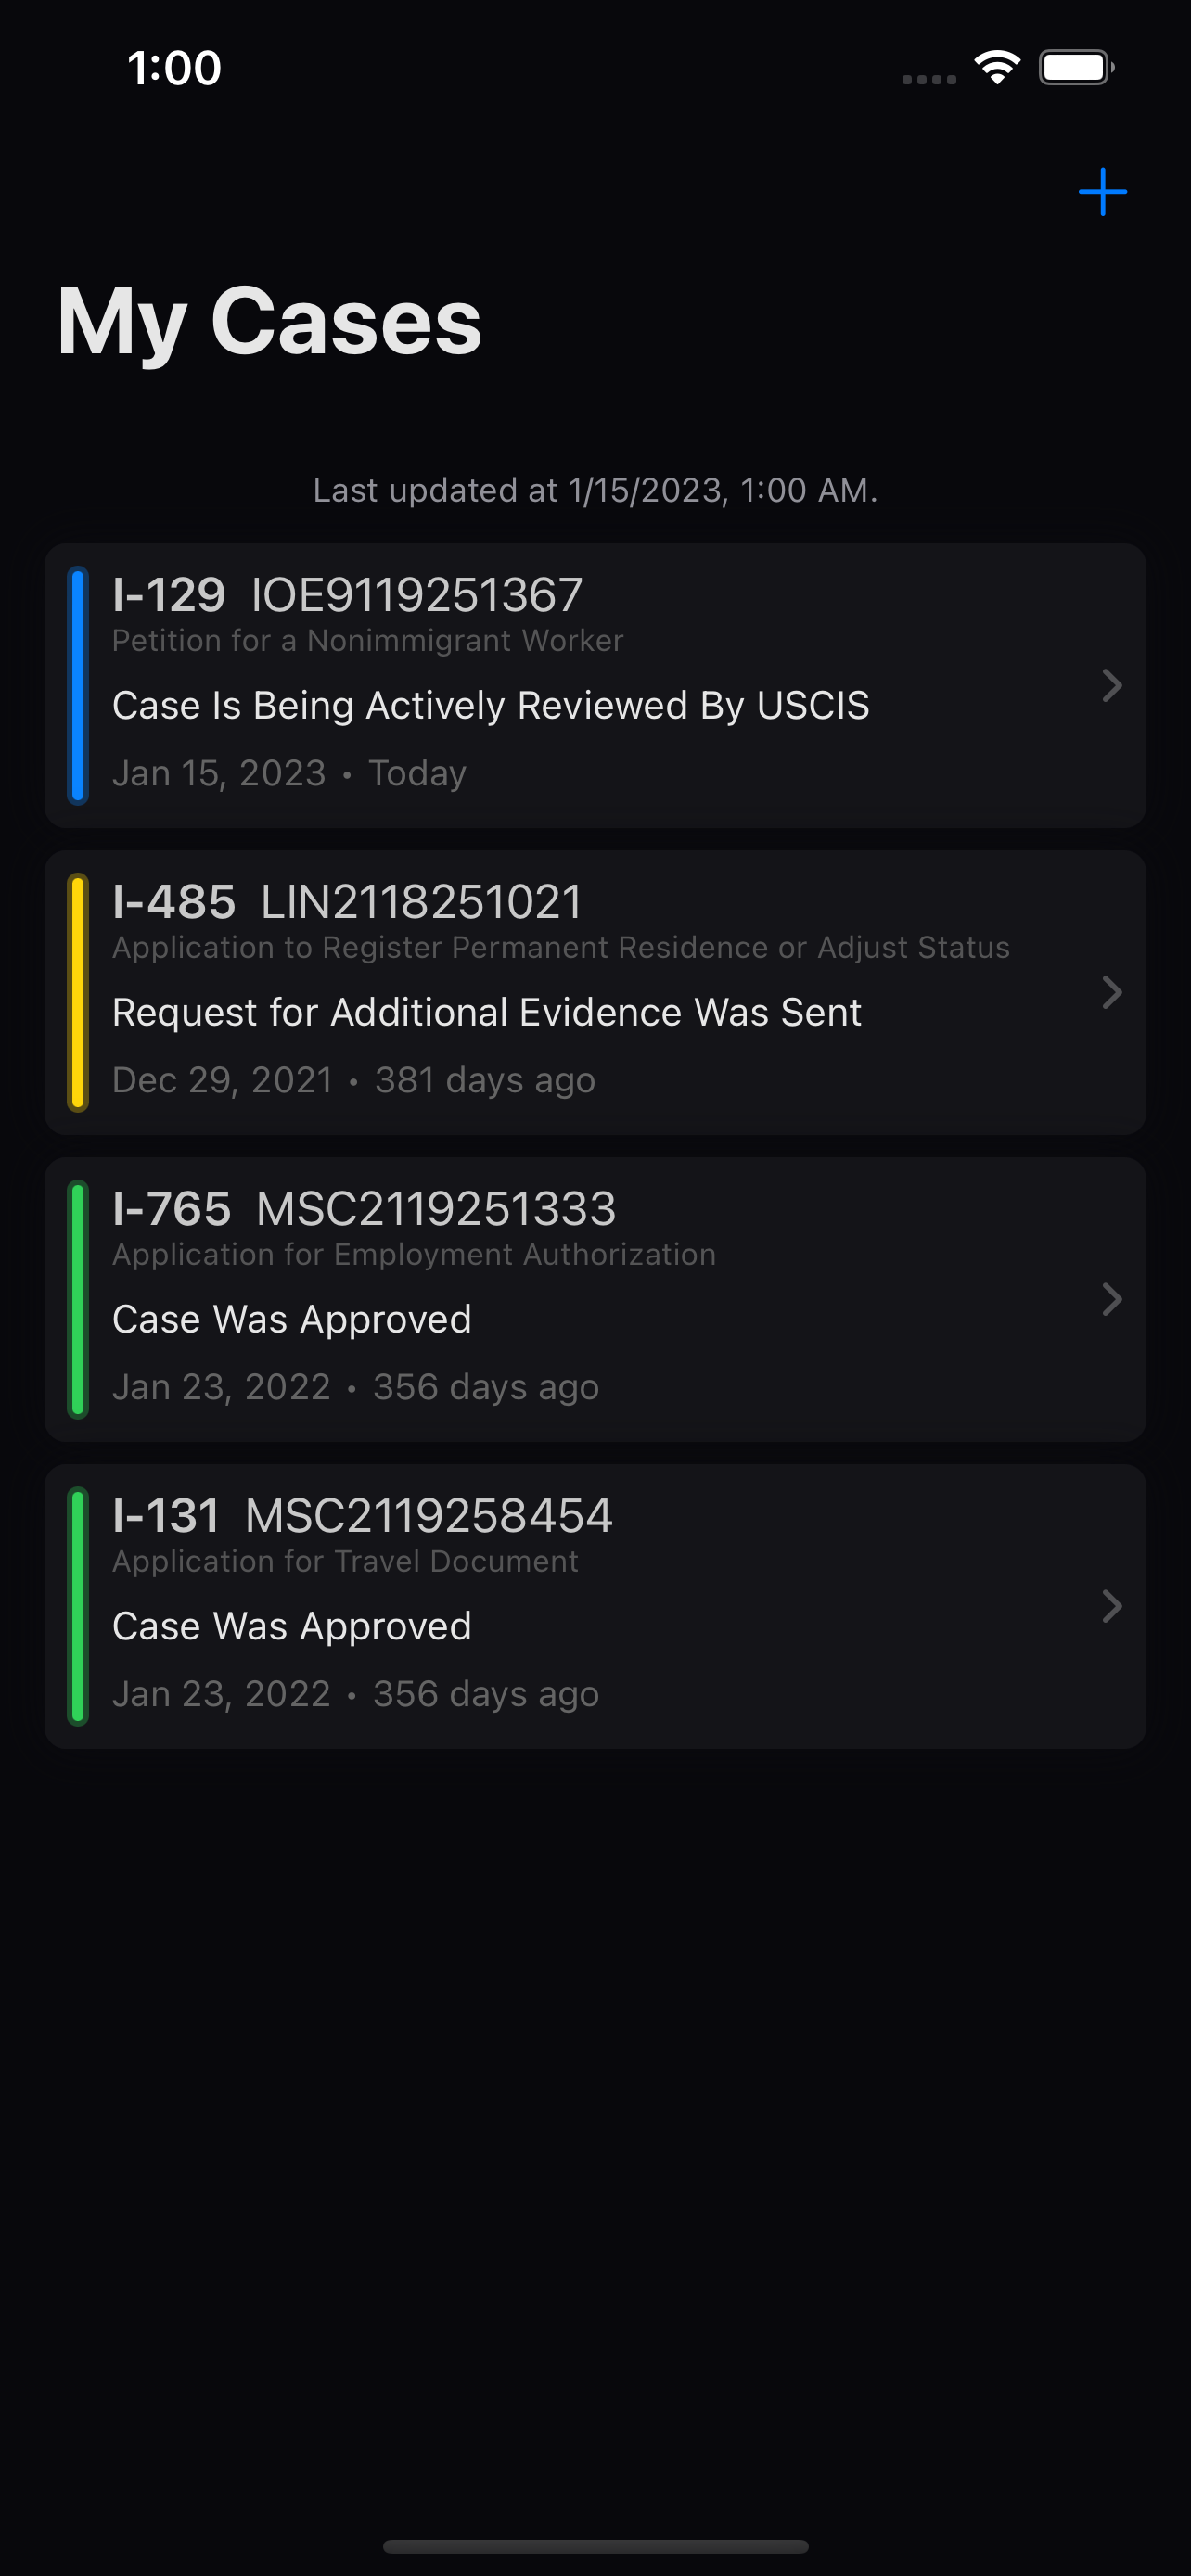 1:00
My Cases
Last updated at 1/15/2023, 1:00 AM.
I-129 IOE9119251367
Petition for a Nonimmigrant Worker
Case Is Being Actively Reviewed By USCIS
Jan 15, 2023 • Today
I-485 LIN2118251021
Application to Register Permanent Residence or Adjust Status
Request for Additional Evidence Was Sent
Dec 29, 2021 • 381 days ago
I-765 MSC2119251333
Application for Employment Authorization
Case Was Approved
Jan 23, 2022 • 356 days ago
I-131 MSC2119258454
Application for Travel Document
Case Was Approved
Jan 23, 2022 • 356 days ago